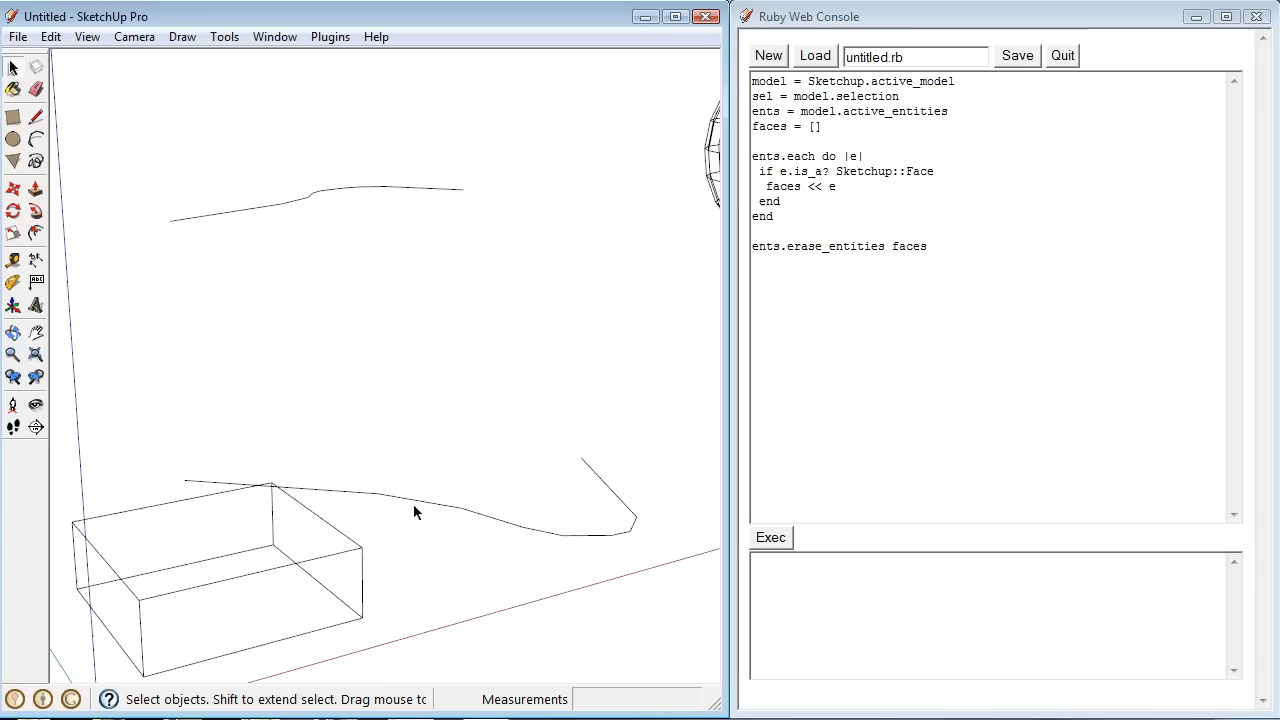 Untitled - SketchUp Pro
File Edit View Camera Draw Tools Window Plugins Help
Abc
Select objects. Shift to extend select. Drag mouse to
Measurements
Ruby Web Console
New Load untitled.rb Save Quit
model = Sketchup.active_model
sel = model.selection
ents = model.active_entities
faces = []
ents.each do |e|
if e.is_a? Sketchup::Face
faces << e
end
end
ents.erase_entities faces
Exec